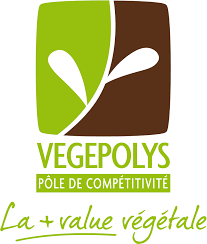 VEGEPOLYS
PÔLE DE COMPÉTITIVITÉ
La + value végétale